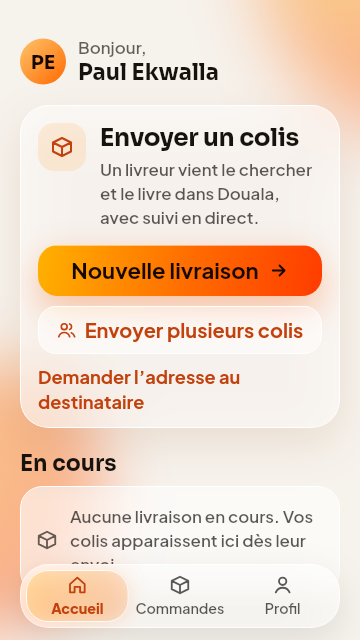 PE
Bonjour,
Paul Ekwalla
Envoyer un colis
Un livreur vient le chercher
et le livre dans Douala,
avec suivi en direct.
Nouvelle livraison →
Envoyer plusieurs colis
Demander l’adresse au
destinataire
En cours
Aucune livraison en cours. Vos
colis apparaissent ici dès leur
envoi.
Accueil
Commandes
Profil